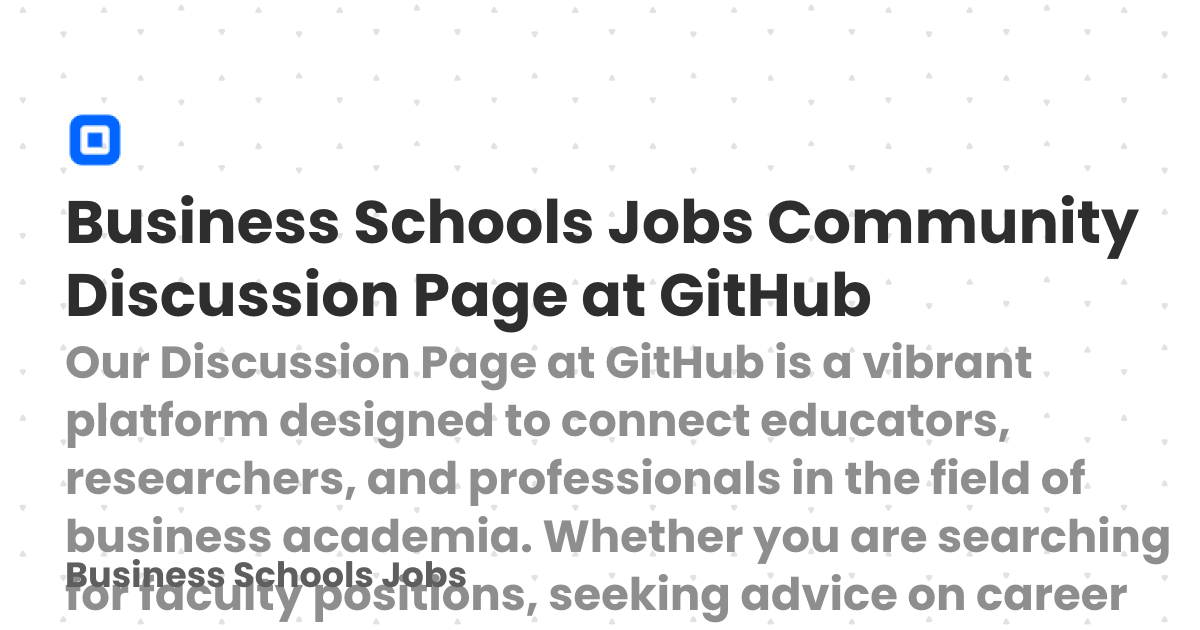 Business Schools Jobs Community
Discussion Page at GitHub
Our Discussion Page at GitHub is a vibrant
platform designed to connect educators,
researchers, and professionals in the field of
business academia. Whether you are searching
Business Schools Jobs
for faculty positions, seeking advice on career